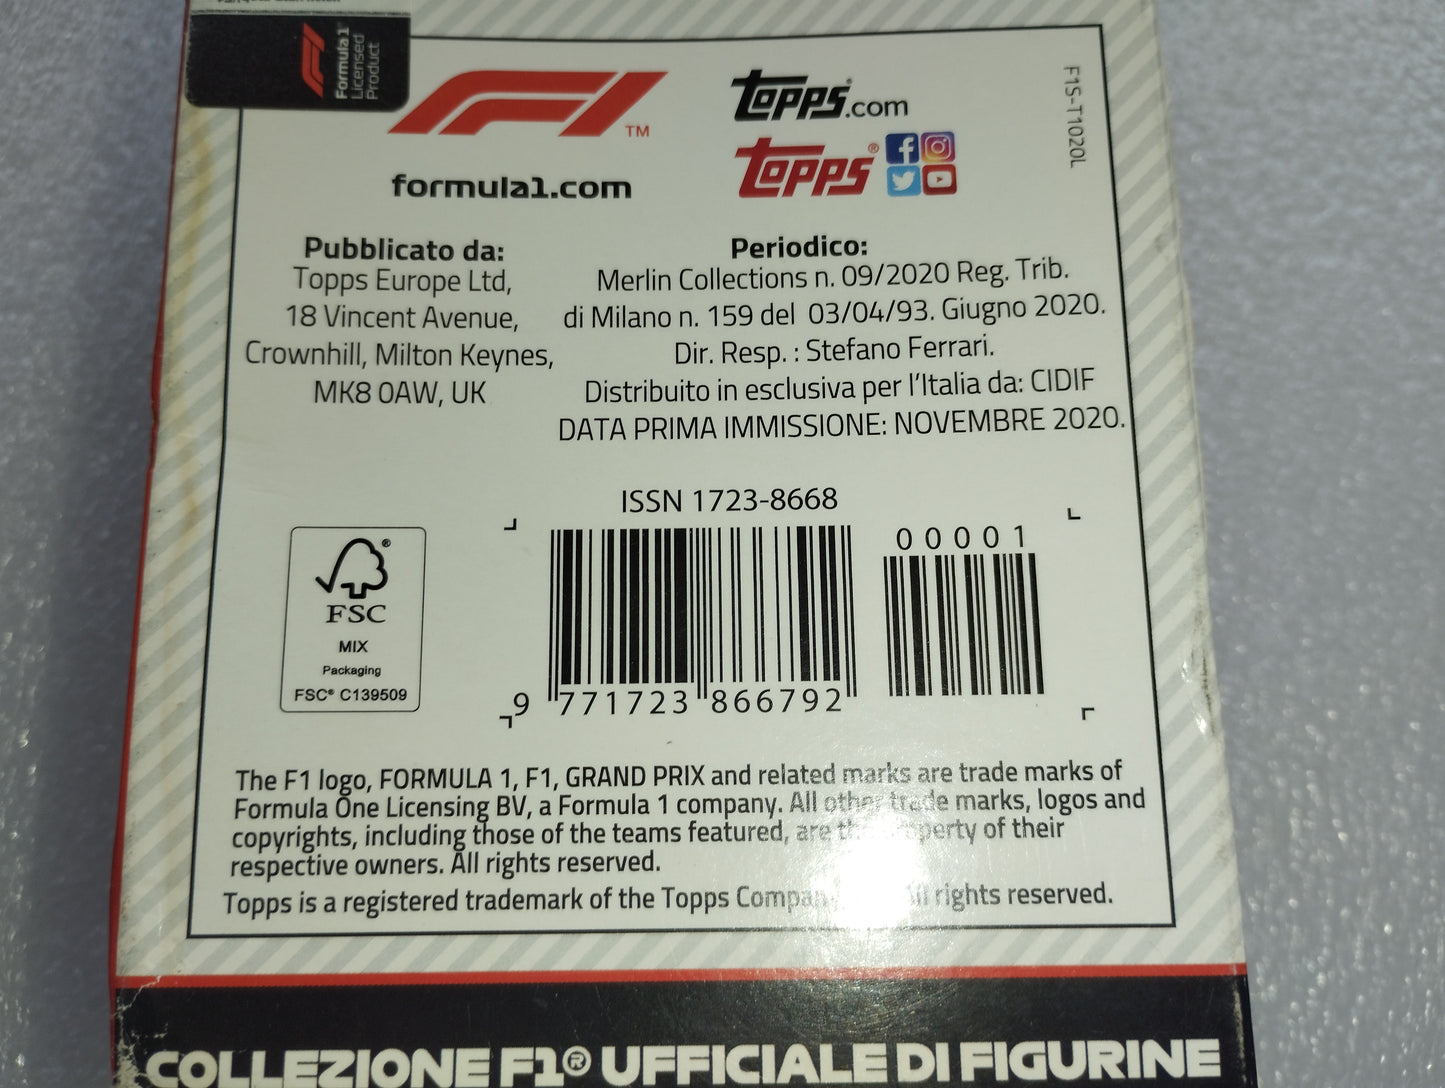 Formula 1
Licensed
Product
F1 TM
formula1.com
Topps.com
Topps®
F1S-T1020L
Pubblicato da:
Topps Europe Ltd,
18 Vincent Avenue,
Crownhill, Milton Keynes,
MK8 0AW, UK
Periodico:
Merlin Collections n. 09/2020 Reg. Trib.
di Milano n. 159 del 03/04/93. Giugno 2020.
Dir. Resp. : Stefano Ferrari.
Distribuito in esclusiva per l'Italia da: CIDIF
DATA PRIMA IMMISSIONE: NOVEMBRE 2020.
ISSN 1723-8668
00001
9 771723 866792
FSC
MIX
Packaging
FSC® C139509
The F1 logo, FORMULA 1, F1, GRAND PRIX and related marks are trade marks of
Formula One Licensing BV, a Formula 1 company. All other trade marks, logos and
copyrights, including those of the teams featured, are the property of their
respective owners. All rights reserved.
Topps is a registered trademark of the Topps All rights reserved.
COLLEZIONE F1® UFFICIALE DI FIGURINE